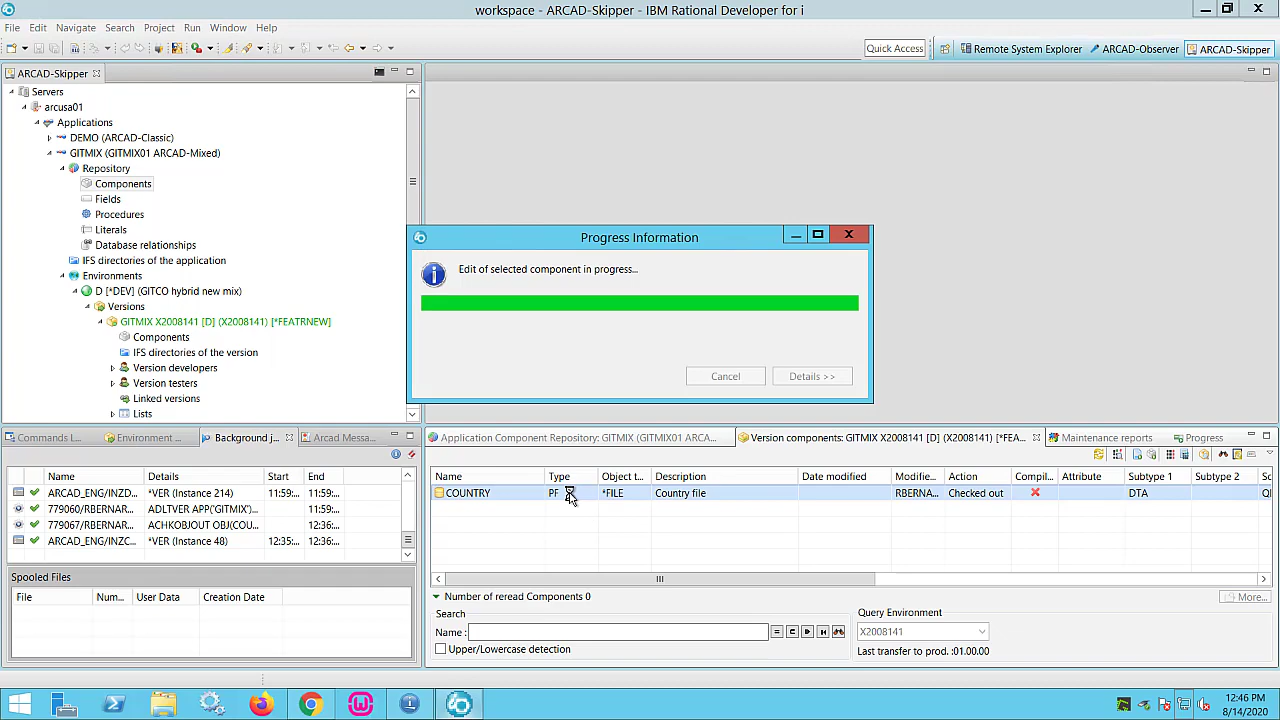 workspace - ARCAD-Skipper - IBM Rational Developer for i
File Edit Navigate Search Project Run Window Help
Quick Access
Remote System Explorer
ARCAD-Observer
ARCAD-Skipper
ARCAD-Skipper
Servers
arcusa01
Applications
DEMO (ARCAD-Classic)
GITMIX (GITMIX01 ARCAD-Mixed)
Repository
Components
Fields
Procedures
Literals
Database relationships
IFS directories of the application
Environments
D [*DEV] (GITCO hybrid new mix)
Versions
GITMIX X2008141 [D] (X2008141) [*FEATRNEW]
Components
IFS directories of the version
Version developers
Version testers
Linked versions
Lists
Progress Information
Edit of selected component in progress...
Cancel
Details >>
Commands L...
Environment ...
Background j...
Arcad Messa...
Name Details Start End
ARCAD_ENG/INZD... *VER (Instance 214) 11:59:... 11:59:...
779060/RBERNAR... ADLTVER APP('GITMIX')... 12:36:...
779067/RBERNAR... ACHKOBJOUT OBJ(COU... 12:36:...
ARCAD_ENG/INZC... *VER (Instance 48) 12:35:... 12:36:...
Spooled Files
File Num... User Data Creation Date
Application Component Repository: GITMIX (GITMIX01 ARCA...
Version components: GITMIX X2008141 [D] (X2008141) [*FEA...
Maintenance reports
Progress
Name Type Object t... Description Date modified Modifie... Action Compil... Attribute Subtype 1 Subtype 2 So
COUNTRY PF *FILE Country file RBERNA... Checked out DTA
Number of reread Components 0
More...
Search
Name :
Upper/Lowercase detection
Query Environment
X2008141
Last transfer to prod. :01.00.00
12:46 PM
8/14/2020